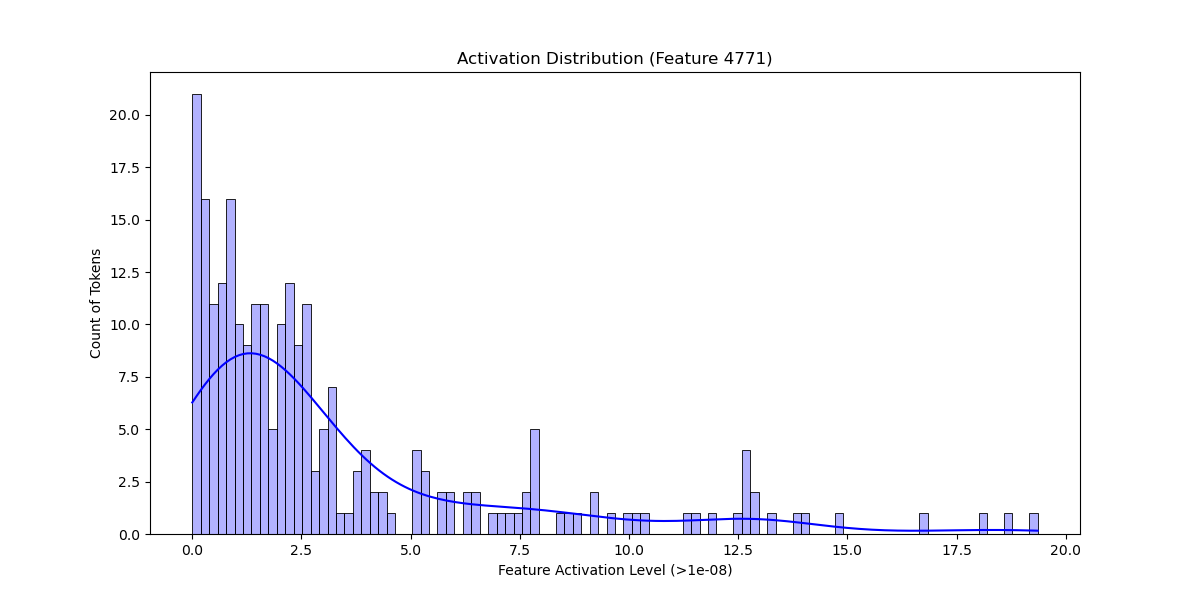 Activation Distribution (Feature 4771)
Count of Tokens
20.0
17.5
15.0
12.5
10.0
7.5
5.0
2.5
0.0
0.0 2.5 5.0 7.5 10.0 12.5 15.0 17.5 20.0
Feature Activation Level (>1e-08)